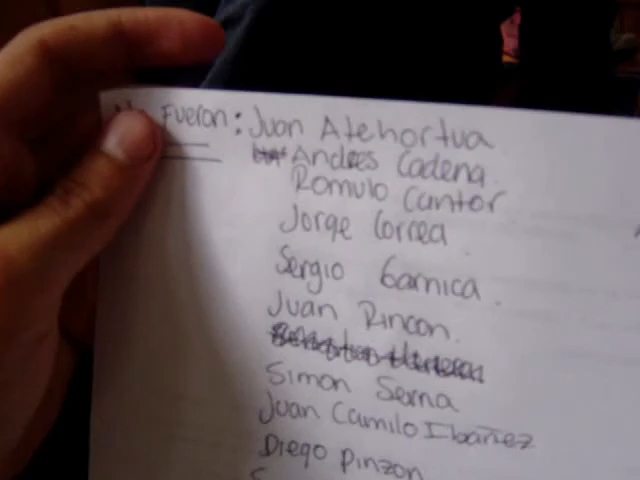 Fueron: Juan Atehortua
Andres Cadena
Romulo Cantor
Jorge Correa
Sergio Garnica.
Juan Rincon.
Simon Serna
Juan Camilo Ibañez
Diego Pinzon